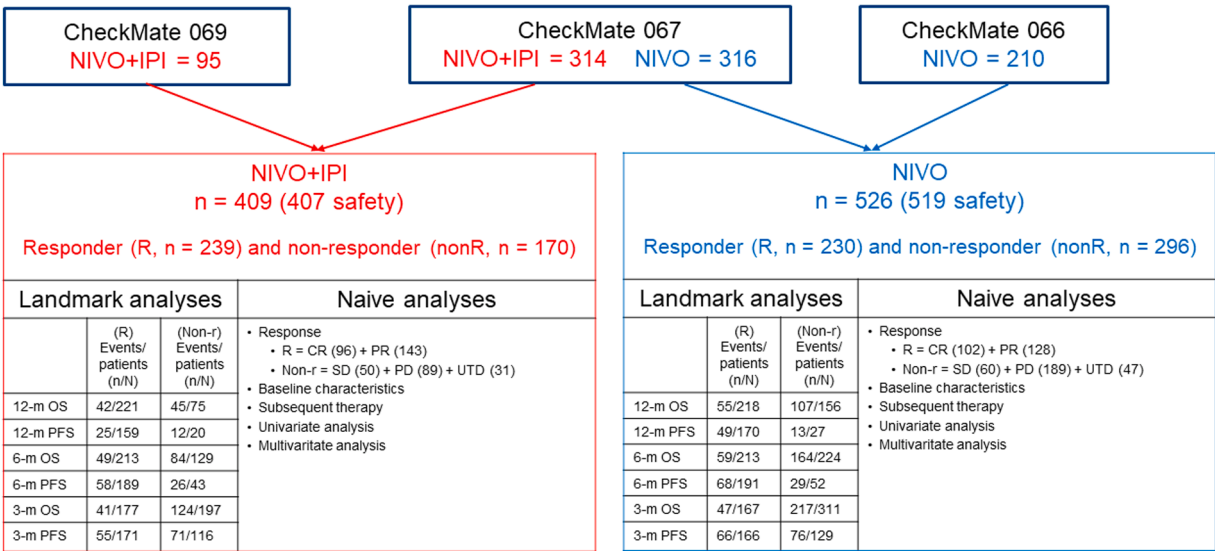 CheckMate 069
NIVO+IPI = 95
CheckMate 067
NIVO+IPI = 314 NIVO = 316
CheckMate 066
NIVO = 210
NIVO+IPI
n = 409 (407 safety)
Responder (R, n = 239) and non-responder (nonR, n = 170)
Landmark analyses
Naive analyses
(R)
Events/
patients
(n/N)
(Non-r)
Events/
patients
(n/N)
12-m OS 42/221 45/75
12-m PFS 25/159 12/20
6-m OS 49/213 84/129
6-m PFS 58/189 26/43
3-m OS 41/177 124/197
3-m PFS 55/171 71/116
• Response
• R = CR (96) + PR (143)
• Non-r = SD (50) + PD (89) + UTD (31)
• Baseline characteristics
• Subsequent therapy
• Univariate analysis
• Multivaritate analysis
NIVO
n = 526 (519 safety)
Responder (R, n = 230) and non-responder (nonR, n = 296)
Landmark analyses
Naive analyses
(R)
Events/
patients
(n/N)
(Non-r)
Events/
patients
(n/N)
12-m OS 55/218 107/156
12-m PFS 49/170 13/27
6-m OS 59/213 164/224
6-m PFS 68/191 29/52
3-m OS 47/167 217/311
3-m PFS 66/166 76/129
• Response
• R = CR (102) + PR (128)
• Non-r = SD (60) + PD (189) + UTD (47)
• Baseline characteristics
• Subsequent therapy
• Univariate analysis
• Multivaritate analysis